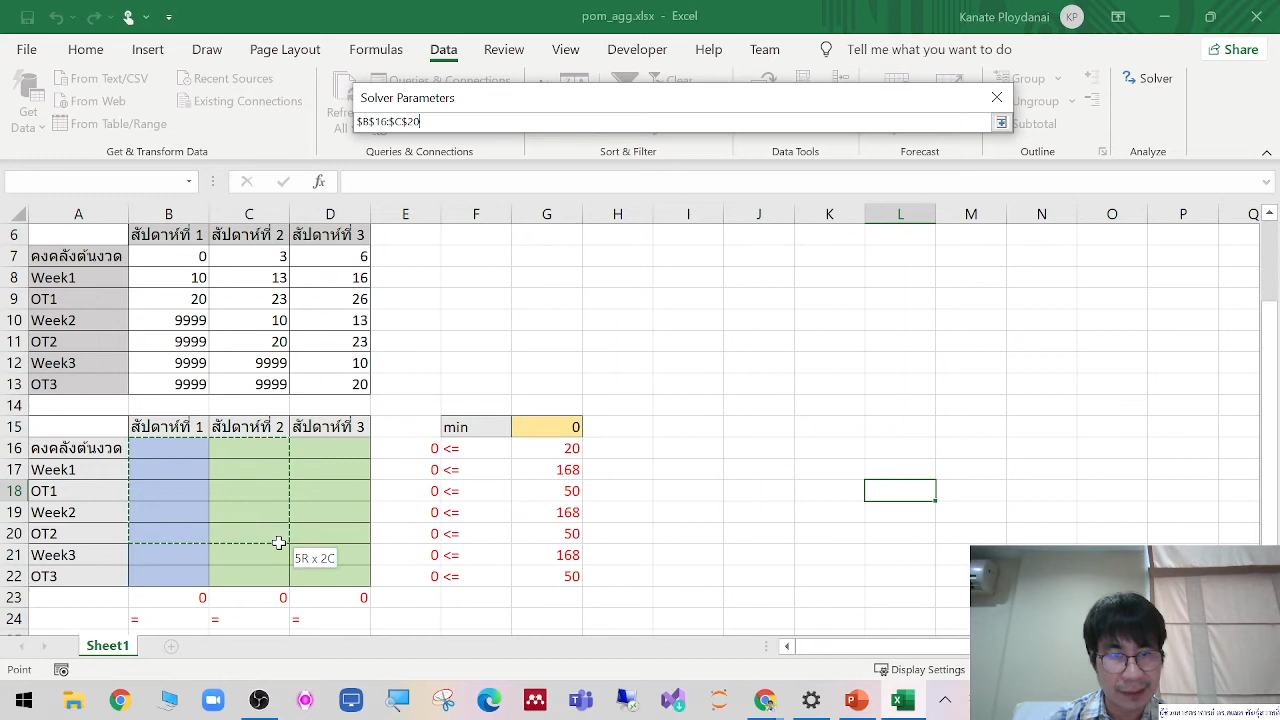 pom_agg.xlsx - Excel
Kanate Ploydanai KP
File Home Insert Draw Page Layout Formulas Data Review View Developer Help Team Tell me what you want to do Share
Get Data
From Text/CSV
From Web
From Table/Range
Recent Sources
Existing Connections
Get & Transform Data
Refre
All
Queries & Connections
Queries & Connections
Sort & Filter
Clear
Data Tools
Forecast
Group
Ungroup
Subtotal
Outline
Solver
Analyze
Solver Parameters
$B$16:$C$20
fx
A B C D E F G H I J K L M N O P Q
6 สัปดาห์ที่ 1 สัปดาห์ที่ 2 สัปดาห์ที่ 3
7 คงคลังต้นงวด 0 3 6
8 Week1 10 13 16
9 OT1 20 23 26
10 Week2 9999 10 13
11 OT2 9999 20 23
12 Week3 9999 9999 10
13 OT3 9999 9999 20
14
15 สัปดาห์ที่ 1 สัปดาห์ที่ 2 สัปดาห์ที่ 3 min 0
16 คงคลังต้นงวด 0 <= 20
17 Week1 0 <= 168
18 OT1 0 <= 50
19 Week2 0 <= 168
20 OT2 0 <= 50
21 Week3 0 <= 168
22 OT3 0 <= 50
23 0 0 0
24 = = =
5R x 2C
Sheet1
Point
Display Settings